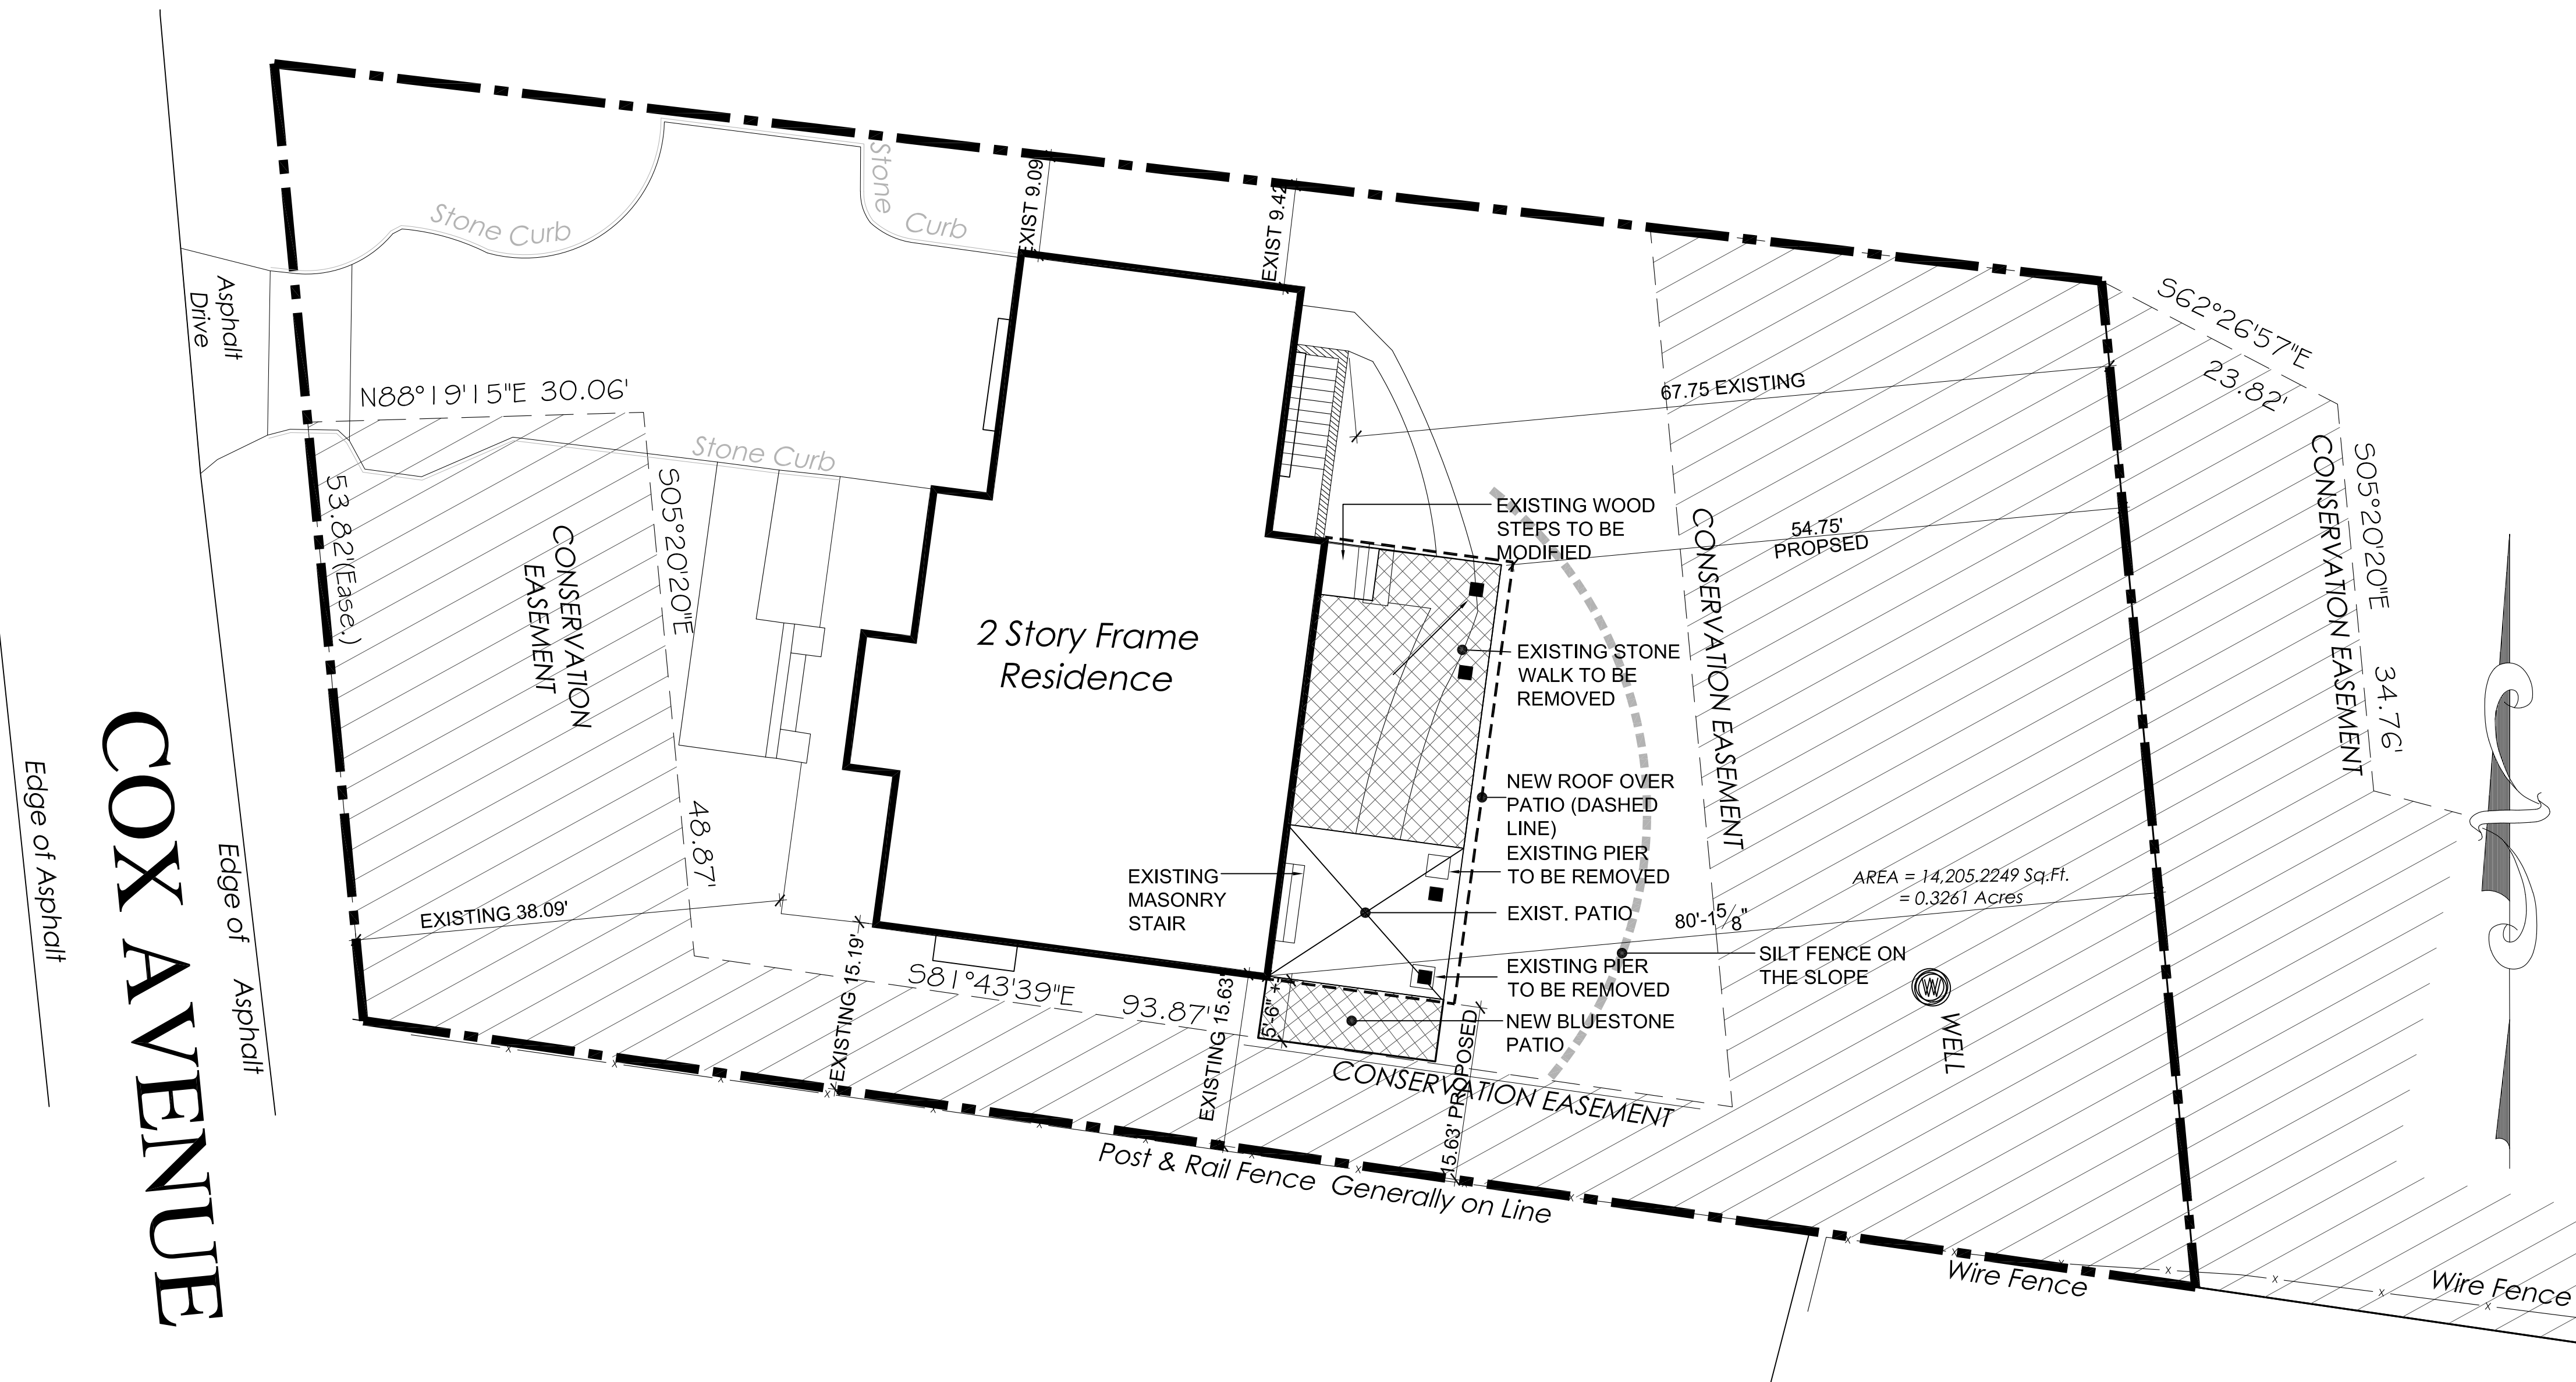 Stone Curb
Stone
Curb
EXIST 9.09'
EXIST 9.42'
Asphalt
Drive
N88°19'15"E 30.06'
Stone Curb
53.82'(Ease.)
CONSERVATION
EASEMENT
S05°20'20"E
48.87'
2 Story Frame
Residence
67.75 EXISTING
54.75'
PROPSED
S62°26'57"E
23.82'
CONSERVATION EASEMENT
S05°20'20"E
34.76'
CONSERVATION EASEMENT
EXISTING WOOD
STEPS TO BE
MODIFIED
EXISTING STONE
WALK TO BE
REMOVED
NEW ROOF OVER
PATIO (DASHED
LINE)
EXISTING PIER
TO BE REMOVED
EXIST. PATIO
EXISTING PIER
TO BE REMOVED
NEW BLUESTONE
PATIO
EXISTING
MASONRY
STAIR
80'-1 5/8"
AREA = 14,205.2249 Sq.Ft.
= 0.3261 Acres
SILT FENCE ON
THE SLOPE
W
WELL
EXISTING 38.09'
EXISTING 15.19'
EXISTING 15.63'
5'-6" +-
15.63' PROPOSED
S81°43'39"E
93.87'
CONSERVATION EASEMENT
Post & Rail Fence Generally on Line
Wire Fence
Wire Fence
COX AVENUE
Edge of Asphalt
Edge of Asphalt